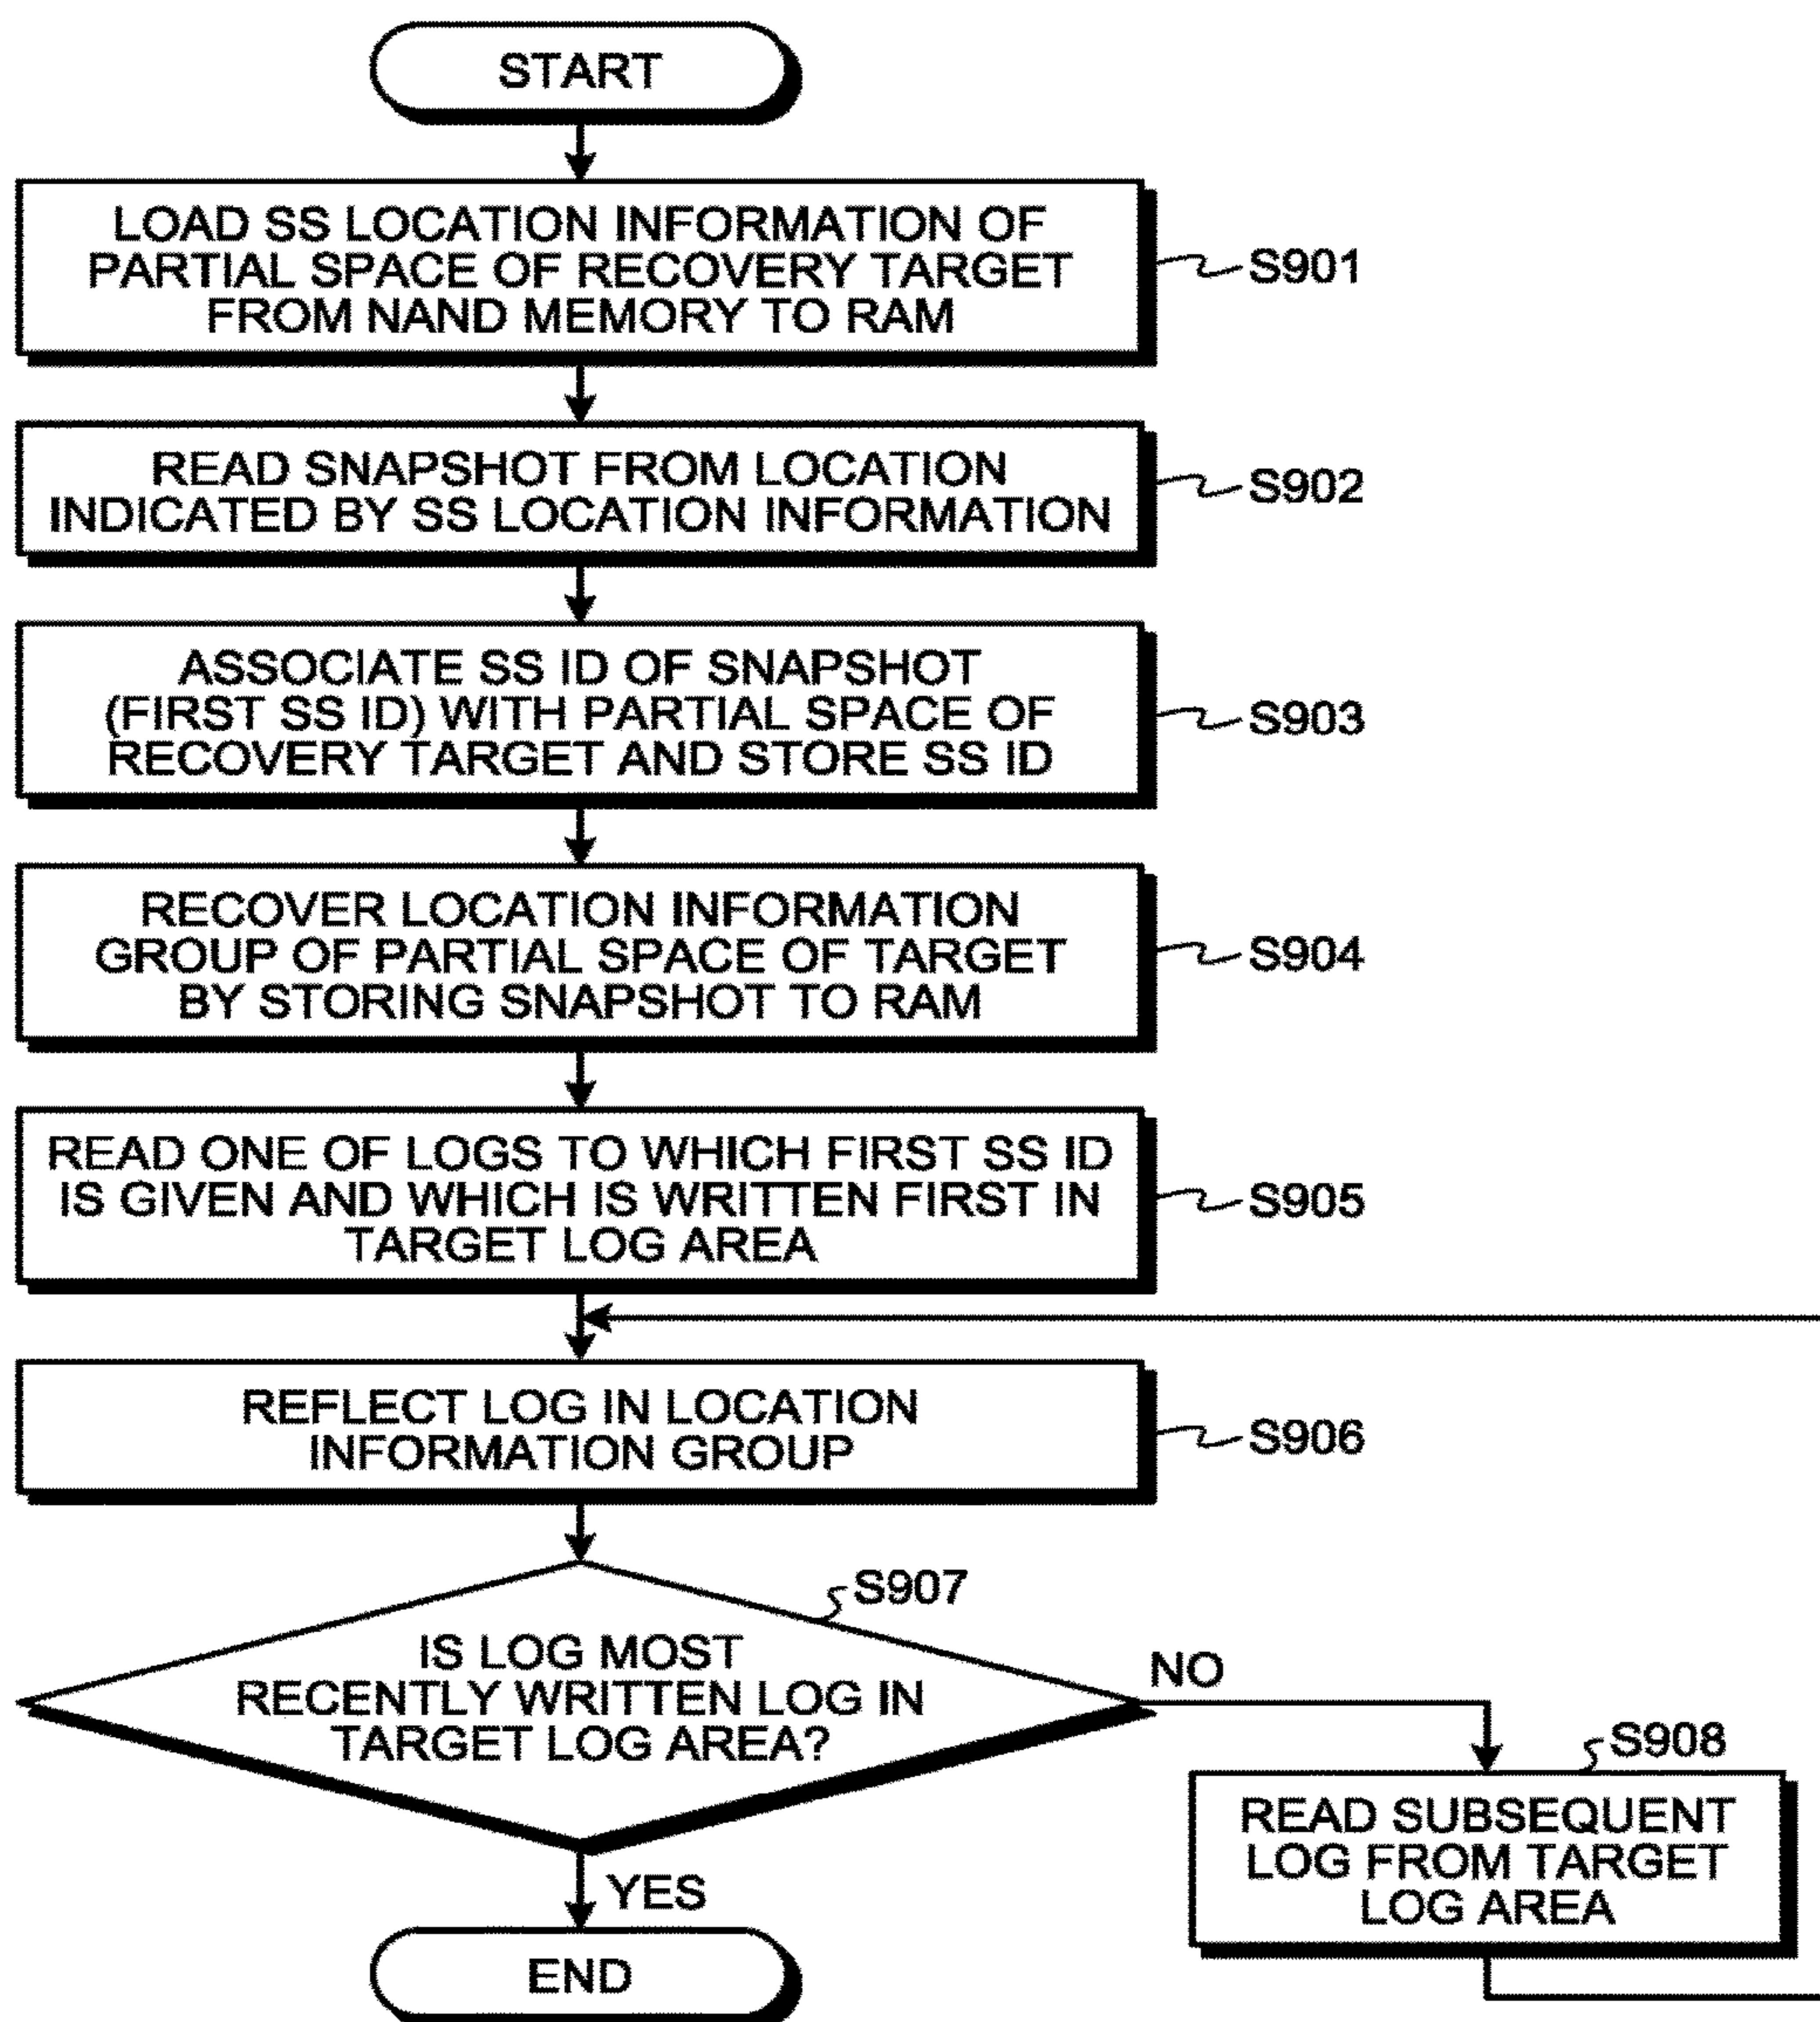 START
LOAD SS LOCATION INFORMATION OF
PARTIAL SPACE OF RECOVERY TARGET
FROM NAND MEMORY TO RAM
S901
READ SNAPSHOT FROM LOCATION
INDICATED BY SS LOCATION INFORMATION
S902
ASSOCIATE SS ID OF SNAPSHOT
(FIRST SS ID) WITH PARTIAL SPACE OF
RECOVERY TARGET AND STORE SS ID
S903
RECOVER LOCATION INFORMATION
GROUP OF PARTIAL SPACE OF TARGET
BY STORING SNAPSHOT TO RAM
S904
READ ONE OF LOGS TO WHICH FIRST SS ID
IS GIVEN AND WHICH IS WRITTEN FIRST IN
TARGET LOG AREA
S905
REFLECT LOG IN LOCATION
INFORMATION GROUP
S906
S907
IS LOG MOST
RECENTLY WRITTEN LOG IN
TARGET LOG AREA?
NO
S908
READ SUBSEQUENT
LOG FROM TARGET
LOG AREA
YES
END